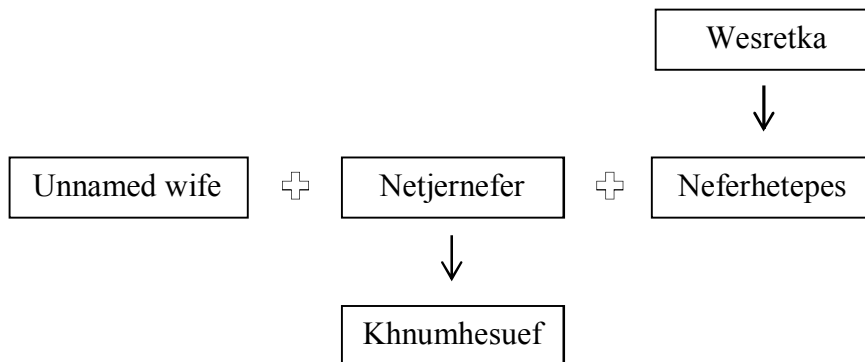 Wesretka
Unnamed wife
Netjernefer
Neferhetepes
Khnumhesuef